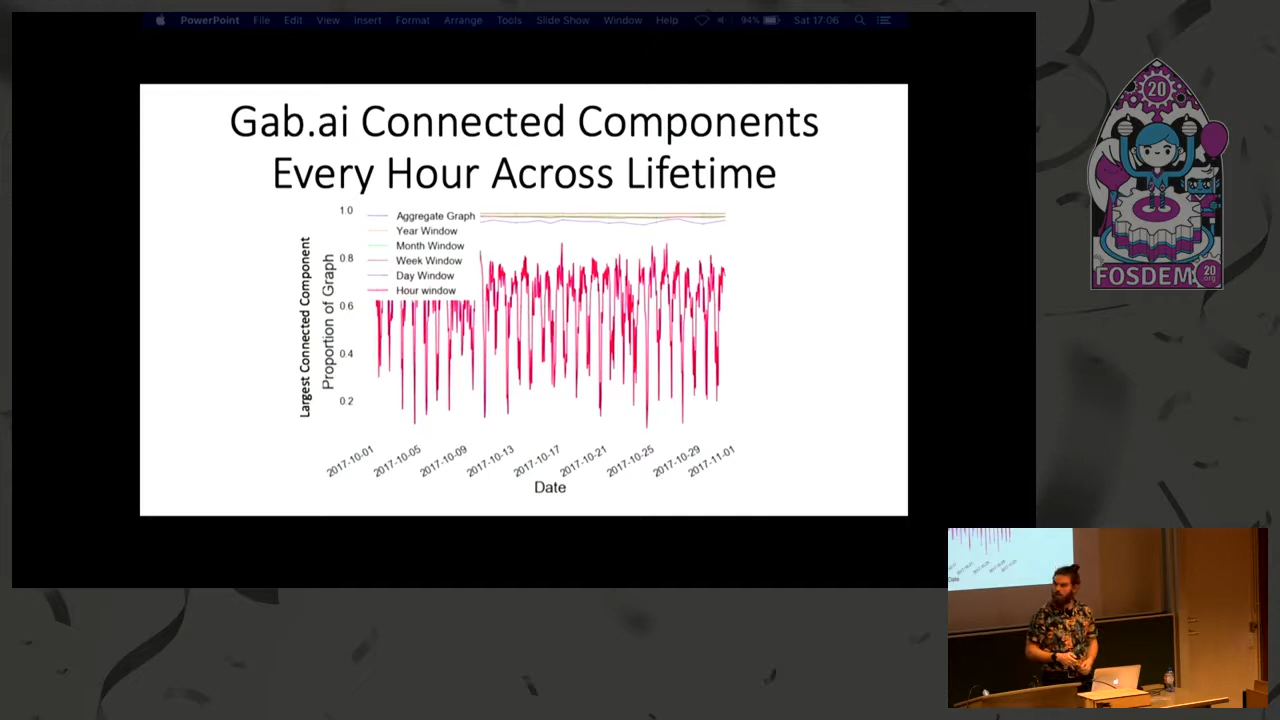 PowerPoint File Edit View Insert Format Arrange Tools Slide Show Window Help 94% Sat 17:06
Gab.ai Connected Components
Every Hour Across Lifetime
Largest Connected Component
Proportion of Graph
1.0
0.8
0.6
0.4
0.2
Aggregate Graph
Year Window
Month Window
Week Window
Day Window
Hour window
2017-10-01
2017-10-05
2017-10-09
2017-10-13
2017-10-17
2017-10-21
2017-10-25
2017-10-29
2017-11-01
Date
20
FOSDEM
20
.org
Date